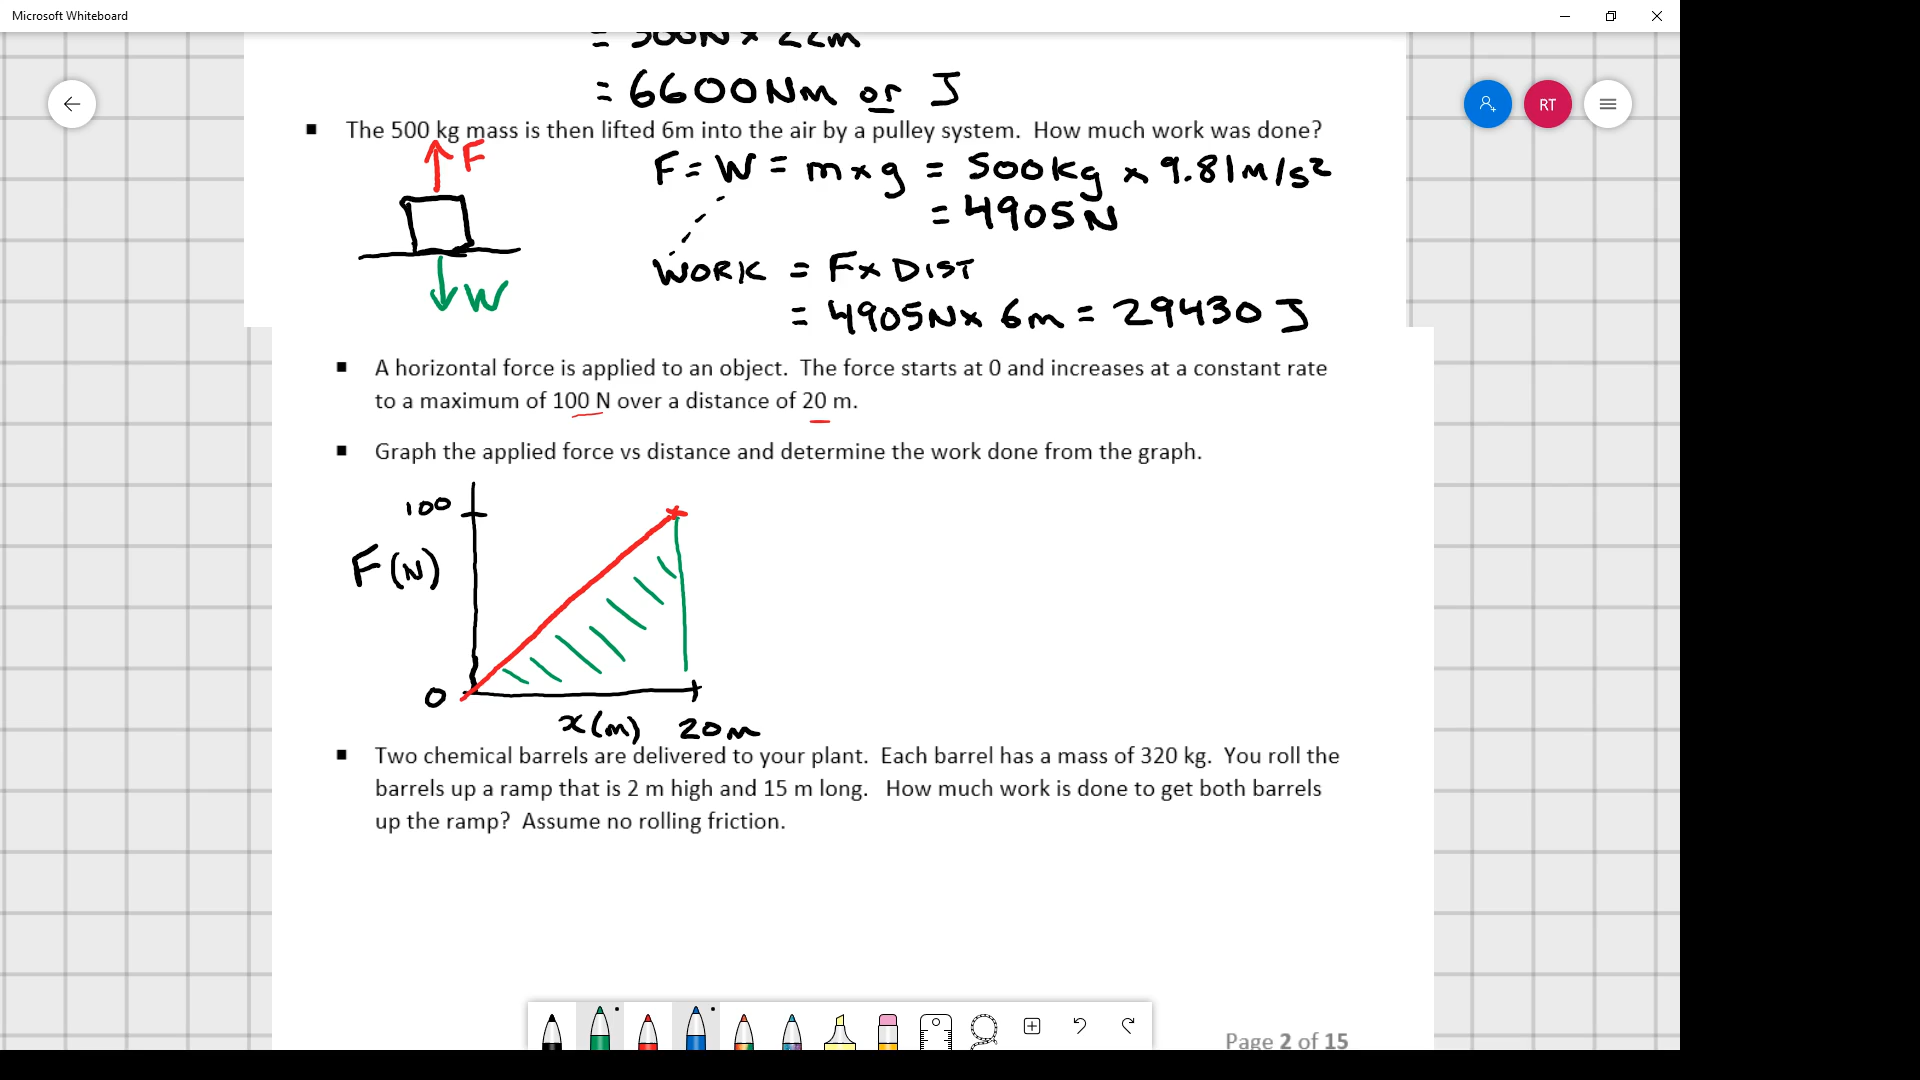 Microsoft Whiteboard
= 300N x 22m
= 6600Nm or J
RT
▪ The 500 kg mass is then lifted 6m into the air by a pulley system. How much work was done?
F
F = W = m x g = 500kg x 9.81m/s²
= 4905N
WORK = F x DIST
W
= 4905N x 6m = 29430 J
▪ A horizontal force is applied to an object. The force starts at 0 and increases at a constant rate
to a maximum of 100 N over a distance of 20 m.
▪ Graph the applied force vs distance and determine the work done from the graph.
100
F(N)
0
x(m) 20m
▪ Two chemical barrels are delivered to your plant. Each barrel has a mass of 320 kg. You roll the
barrels up a ramp that is 2 m high and 15 m long. How much work is done to get both barrels
up the ramp? Assume no rolling friction.
Page 2 of 15